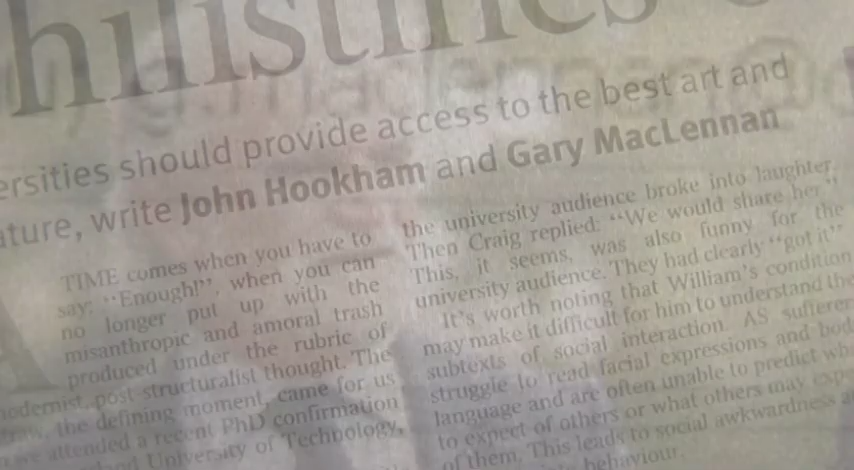 hilistines
ersities should provide access to the best art and
ature, write John Hookham and Gary MacLennan
A
TIME comes when you have to
say: “Enough!”, when you can
no longer put up with the
misanthropic and amoral trash
produced under the rubric of
modernist, post-structuralist thought. The
straw, the defining moment, came for us
we attended a recent PhD confirmation
University of Technology,
the university audience broke into laughter.
Then Craig replied: “We would share her”.
This, it seems, was also funny for the
university audience. They had clearly “got it”
It’s worth noting that William’s condition
may make it difficult for him to understand the
subtexts of social interaction. AS sufferer
struggle to read facial expressions and bod
language and are often unable to predict wh
to expect of others or what others may expe
of them. This leads to social awkwardness a
behaviour.